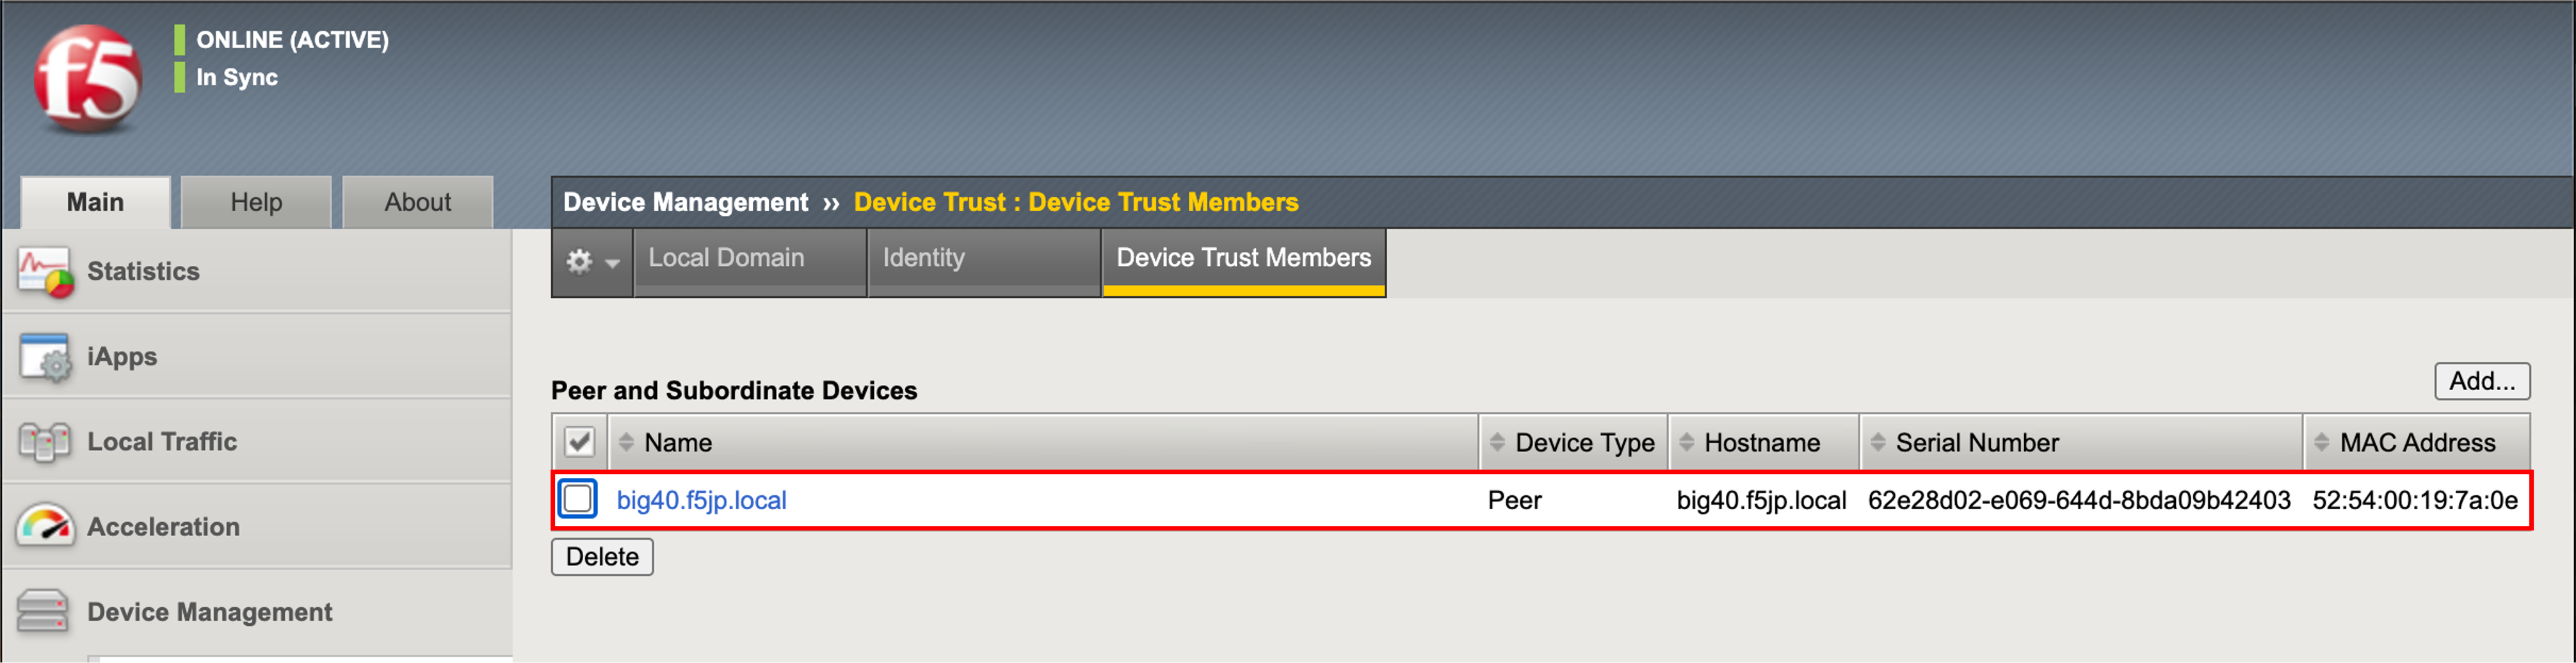 f5
ONLINE (ACTIVE)
In Sync
Main Help About
Device Management ›› Device Trust : Device Trust Members
Local Domain Identity Device Trust Members
Statistics
iApps
Local Traffic
Acceleration
Device Management
Peer and Subordinate Devices
Add...
Name Device Type Hostname Serial Number MAC Address
big40.f5jp.local Peer big40.f5jp.local 62e28d02-e069-644d-8bda09b42403 52:54:00:19:7a:0e
Delete